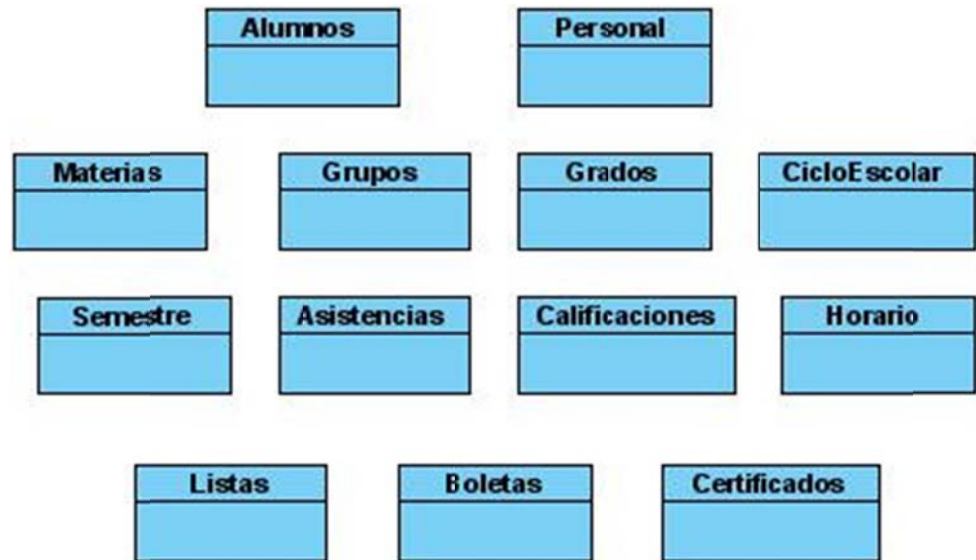 Alumnos
Personal
Materias
Grupos
Grados
CicloEscolar
Semestre
Asistencias
Calificaciones
Horario
Listas
Boletas
Certificados